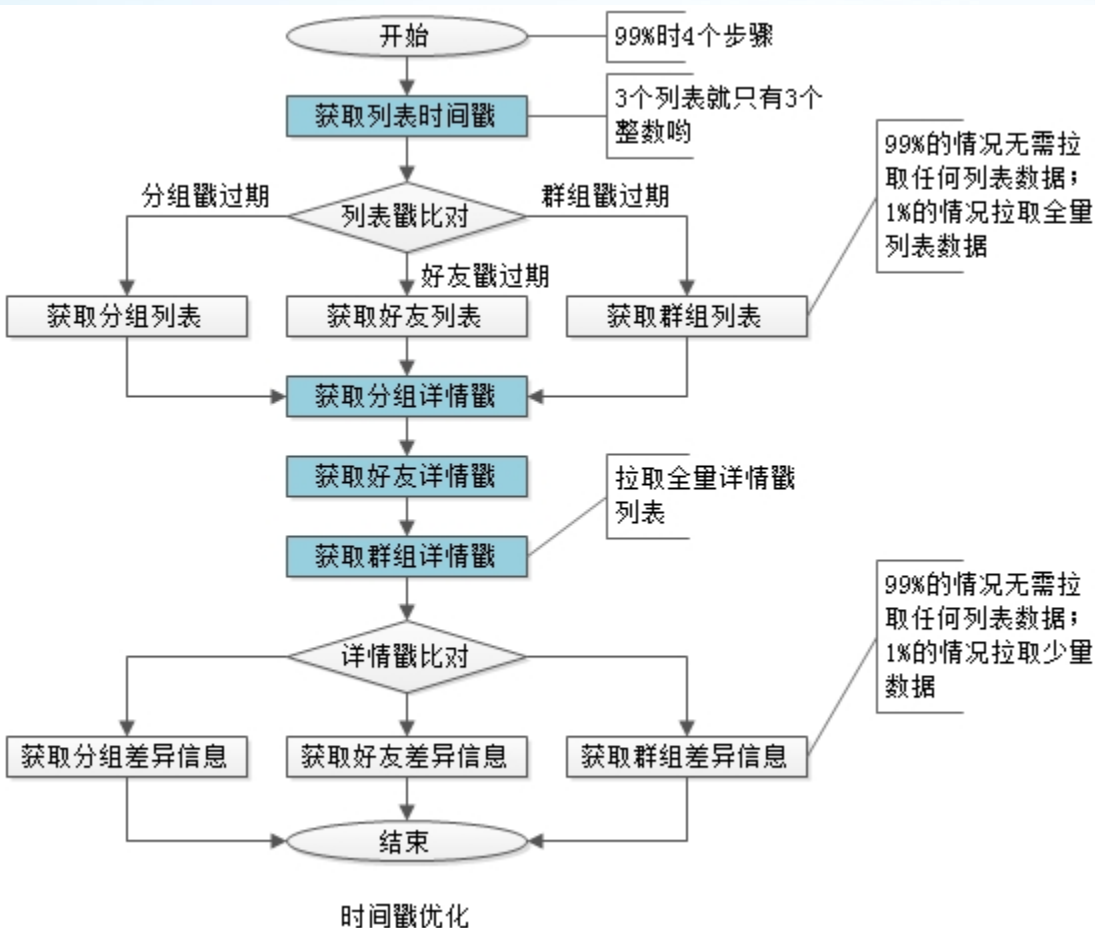 开始
99%时4个步骤
获取列表时间戳
3个列表就只有3个
整数哟
99%的情况无需拉
取任何列表数据；
1%的情况拉取全量
列表数据
分组戳过期
列表戳比对
群组戳过期
好友戳过期
获取分组列表
获取好友列表
获取群组列表
获取分组详情戳
获取好友详情戳
拉取全量详情戳
列表
获取群组详情戳
99%的情况无需拉
取任何列表数据；
1%的情况拉取少量
数据
详情戳比对
获取分组差异信息
获取好友差异信息
获取群组差异信息
结束
时间戳优化